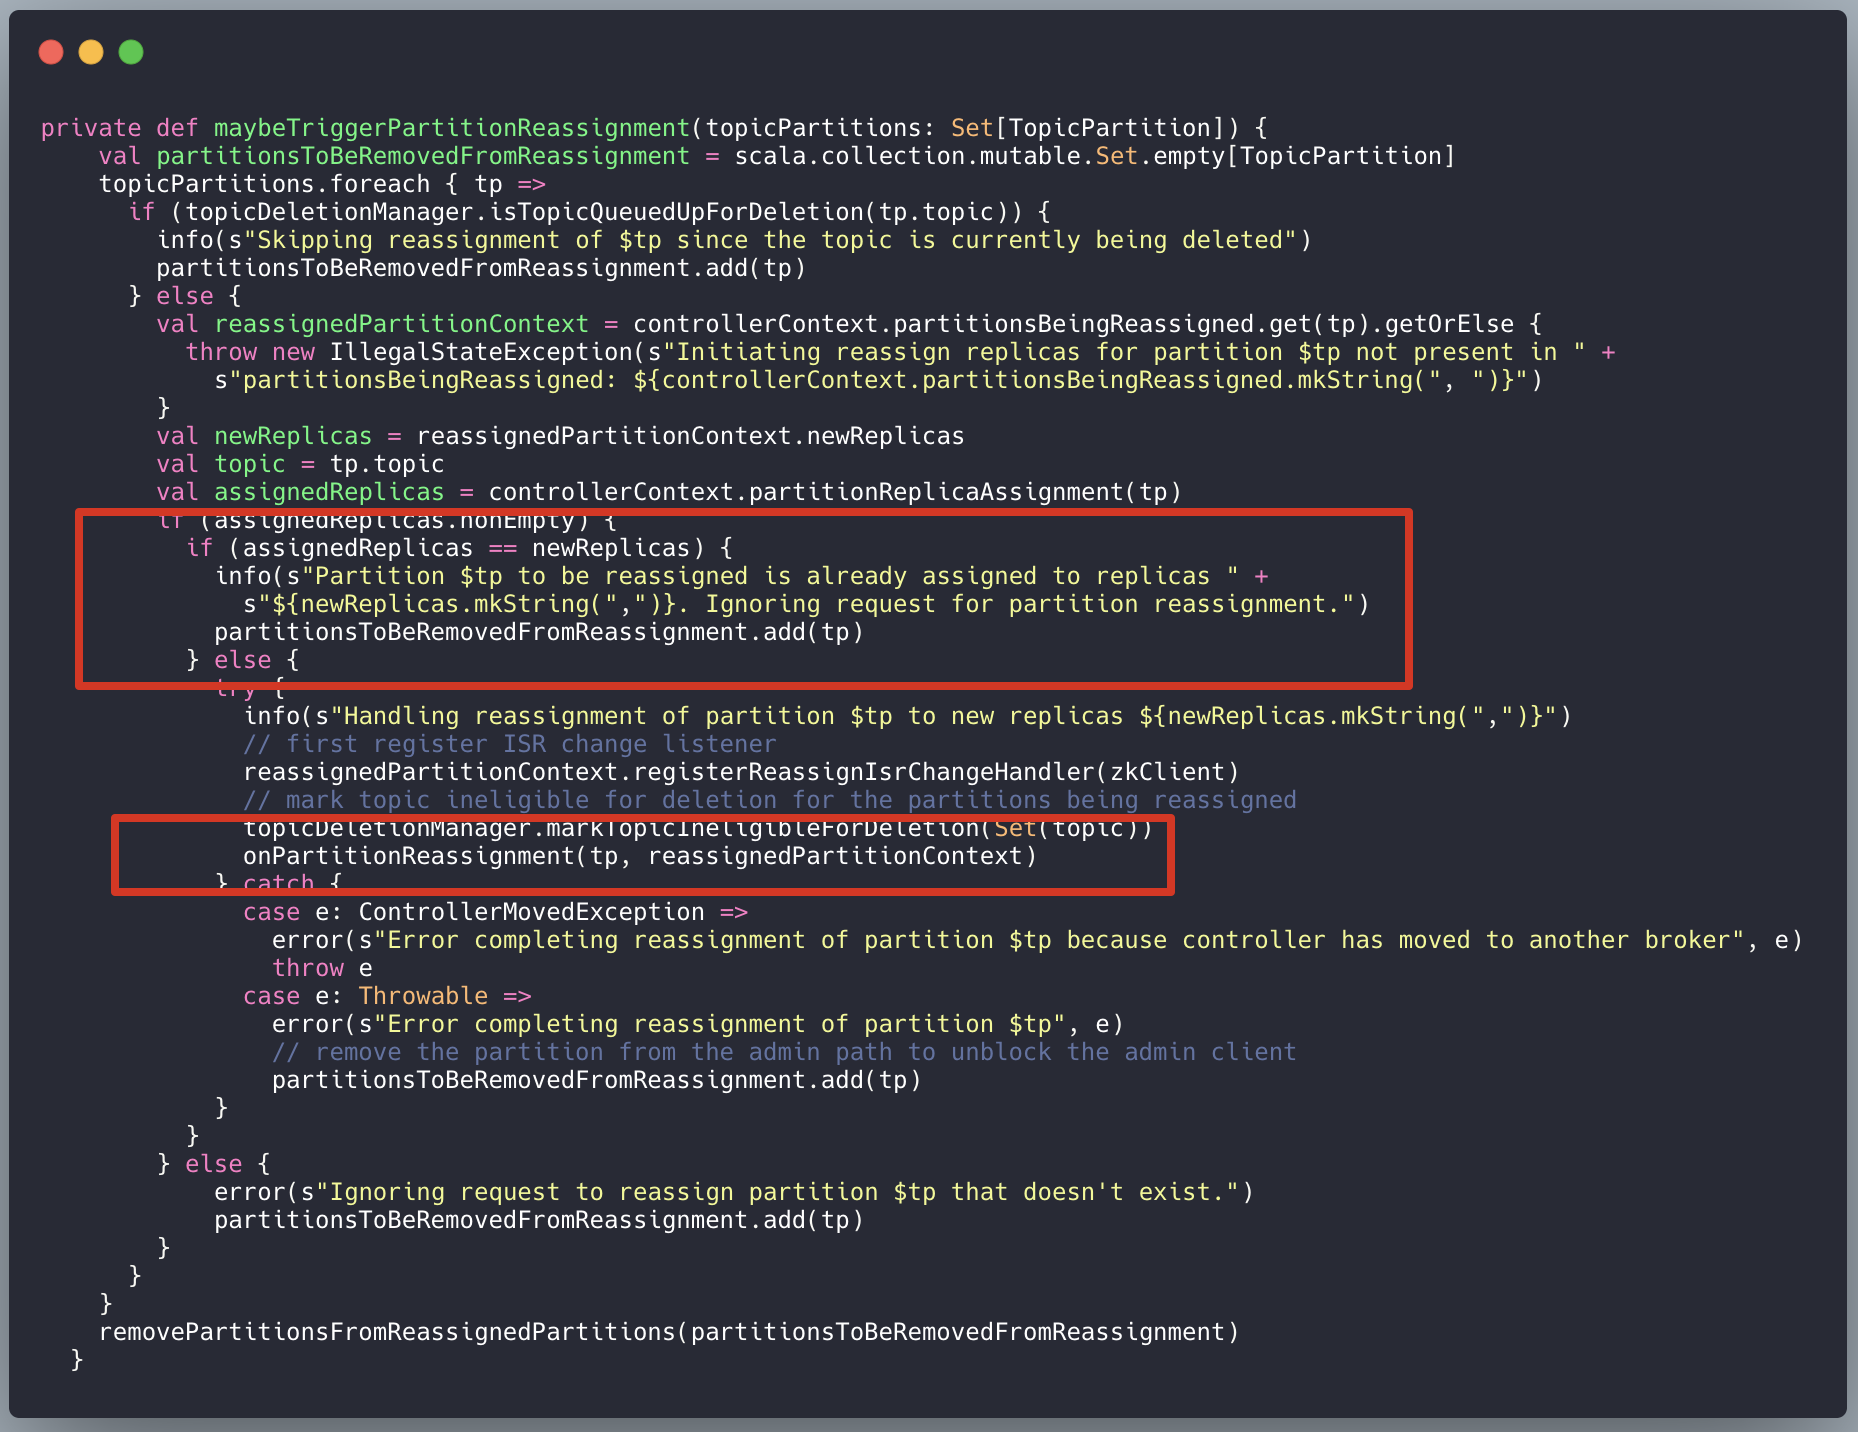 private def maybeTriggerPartitionReassignment(topicPartitions: Set[TopicPartition]) {
    val partitionsToBeRemovedFromReassignment = scala.collection.mutable.Set.empty[TopicPartition]
    topicPartitions.foreach { tp =>
      if (topicDeletionManager.isTopicQueuedUpForDeletion(tp.topic)) {
        info(s"Skipping reassignment of $tp since the topic is currently being deleted")
        partitionsToBeRemovedFromReassignment.add(tp)
      } else {
        val reassignedPartitionContext = controllerContext.partitionsBeingReassigned.get(tp).getOrElse {
          throw new IllegalStateException(s"Initiating reassign replicas for partition $tp not present in " +
            s"partitionsBeingReassigned: ${controllerContext.partitionsBeingReassigned.mkString(", ")}")
        }
        val newReplicas = reassignedPartitionContext.newReplicas
        val topic = tp.topic
        val assignedReplicas = controllerContext.partitionReplicaAssignment(tp)
        if (assignedReplicas.nonEmpty) {
          if (assignedReplicas == newReplicas) {
            info(s"Partition $tp to be reassigned is already assigned to replicas " +
              s"${newReplicas.mkString(",")}. Ignoring request for partition reassignment.")
            partitionsToBeRemovedFromReassignment.add(tp)
          } else {
            try {
              info(s"Handling reassignment of partition $tp to new replicas ${newReplicas.mkString(",")}")
              // first register ISR change listener
              reassignedPartitionContext.registerReassignIsrChangeHandler(zkClient)
              // mark topic ineligible for deletion for the partitions being reassigned
              topicDeletionManager.markTopicIneligibleForDeletion(Set(topic))
              onPartitionReassignment(tp, reassignedPartitionContext)
            } catch {
              case e: ControllerMovedException =>
                error(s"Error completing reassignment of partition $tp because controller has moved to another broker", e)
                throw e
              case e: Throwable =>
                error(s"Error completing reassignment of partition $tp", e)
                // remove the partition from the admin path to unblock the admin client
                partitionsToBeRemovedFromReassignment.add(tp)
            }
          }
        } else {
            error(s"Ignoring request to reassign partition $tp that doesn't exist.")
            partitionsToBeRemovedFromReassignment.add(tp)
        }
      }
    }
    removePartitionsFromReassignedPartitions(partitionsToBeRemovedFromReassignment)
  }